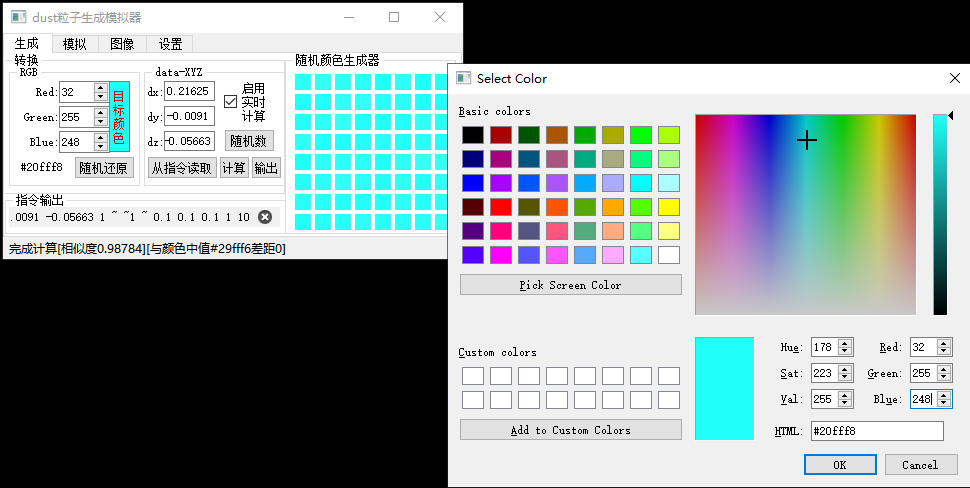 dust粒子生成模拟器
生成 模拟 图像 设置
转换
RGB
Red: 32
Green: 255
Blue: 248
目标颜色
#20fff8 随机还原
data-XYZ
dx: 0.21625
dy: -0.0091
dz: -0.05663
启用
实时
计算
随机数
从指令读取 计算 输出
指令输出
.0091 -0.05663 1 ~ ~1 ~ 0.1 0.1 0.1 1 10
随机颜色生成器
完成计算[相似度0.98784][与颜色中值#29fff6差距0]
Select Color
Basic colors
Pick Screen Color
Custom colors
Add to Custom Colors
Hue: 178 Red: 32
Sat: 223 Green: 255
Val: 255 Blue: 248
HTML: #20fff8
OK Cancel